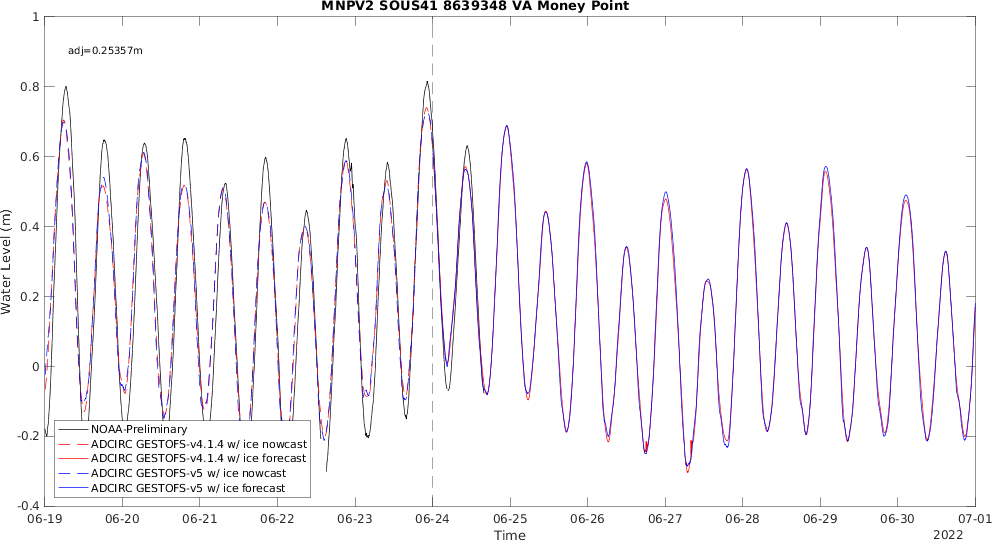 MNPV2 SOUS41 8639348 VA Money Point
adj=0.25357m
Water Level (m)
1
0.8
0.6
0.4
0.2
0
-0.2
-0.4
NOAA-Preliminary
ADCIRC GESTOFS-v4.1.4 w/ ice nowcast
ADCIRC GESTOFS-v4.1.4 w/ ice forecast
ADCIRC GESTOFS-v5 w/ ice nowcast
ADCIRC GESTOFS-v5 w/ ice forecast
06-19 06-20 06-21 06-22 06-23 06-24 06-25 06-26 06-27 06-28 06-29 06-30 07-01
Time
2022